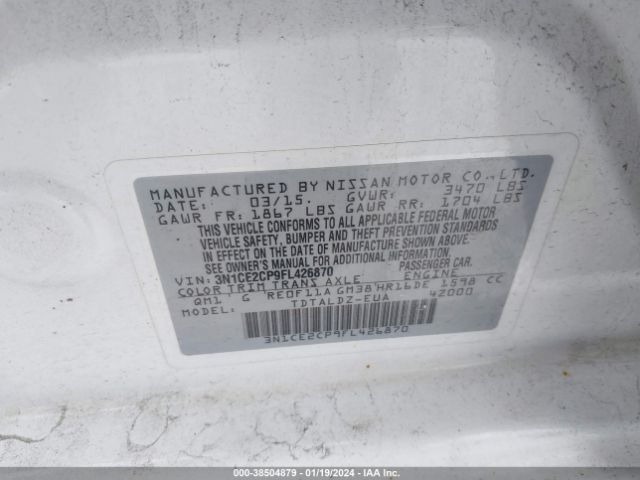 MANUFACTURED BY NISSAN MOTOR CO., LTD.
DATE: 03/15. GVWR: 3470 LBS
GAWR FR: 1867 LBS GAWR RR: 1704 LBS
THIS VEHICLE CONFORMS TO ALL APPLICABLE FEDERAL MOTOR
VEHICLE SAFETY, BUMPER AND THEFT PREVENTION STANDARDS
IN EFFECT ON THE DATE OF MANUFACTURE SHOWN ABOVE.
SEE OWNER'S MANUAL FOR MORE INFORMATION.
VIN: 3N1CE2CP9FL426870 PASSENGER CAR
COLOR TRIM TRANS AXLE ENGINE
QM1 G RE0F11A GM38 HR16DE 1598 CC
MODEL: TDTALDZ-EUA 42000
3N1CE2CP9FL426870
000-38504879 - 01/19/2024 - IAA Inc.